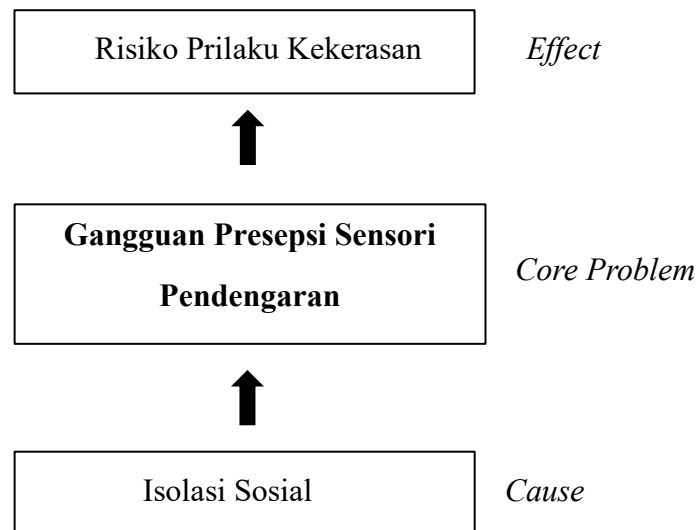 Risiko Prilaku Kekerasan Effect
Gangguan Presepsi Sensori
Pendengaran
Core Problem
Isolasi Sosial Cause